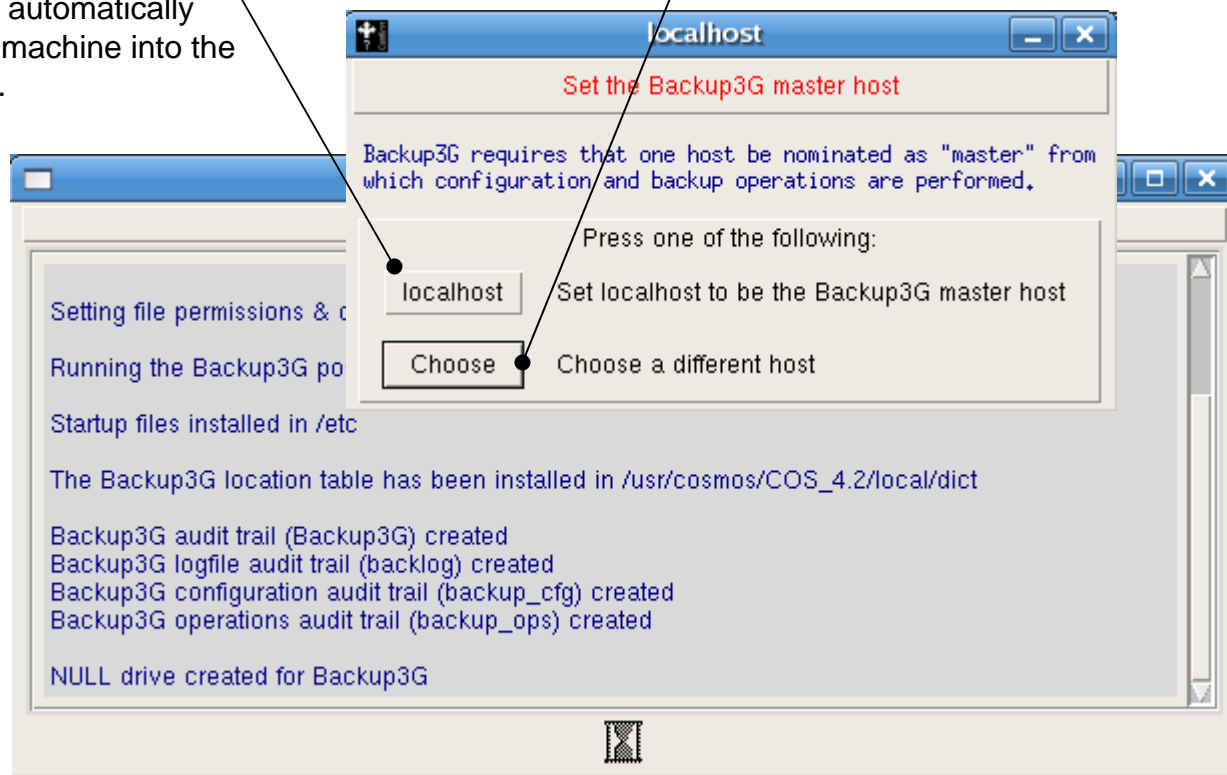 automatically
machine into the
.
localhost
Set the Backup3G master host
Backup3G requires that one host be nominated as "master" from
which configuration and backup operations are performed.
Press one of the following:
localhost Set localhost to be the Backup3G master host
Choose Choose a different host
Setting file permissions &
Running the Backup3G po
Startup files installed in /etc
The Backup3G location table has been installed in /usr/cosmos/COS_4.2/local/dict
Backup3G audit trail (Backup3G) created
Backup3G logfile audit trail (backlog) created
Backup3G configuration audit trail (backup_cfg) created
Backup3G operations audit trail (backup_ops) created
NULL drive created for Backup3G